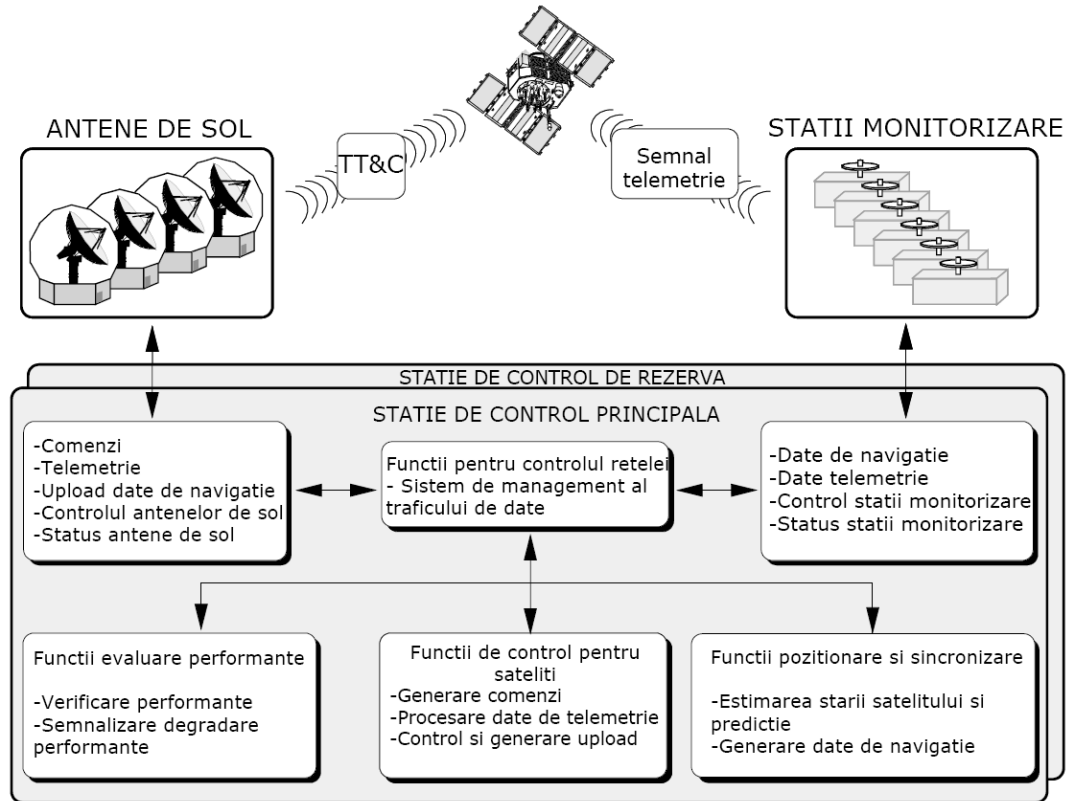 ANTENE DE SOL
STATII MONITORIZARE
TT&C
Semnal
telemetrie
STATIE DE CONTROL DE REZERVA
STATIE DE CONTROL PRINCIPALA
-Comenzi
-Telemetrie
-Upload date de navigatie
-Controlul antenelor de sol
-Status antene de sol
Functii pentru controlul retelei
- Sistem de management al
traficului de date
-Date de navigatie
-Date telemetrie
-Control statii monitorizare
-Status statii monitorizare
Functii evaluare performante
-Verificare performante
-Semnalizare degradare
performante
Functii de control pentru
sateliti
-Generare comenzi
-Procesare date de telemetrie
-Control si generare upload
Functii pozitionare si sincronizare
-Estimarea starii satelitului si
predictie
-Generare date de navigatie